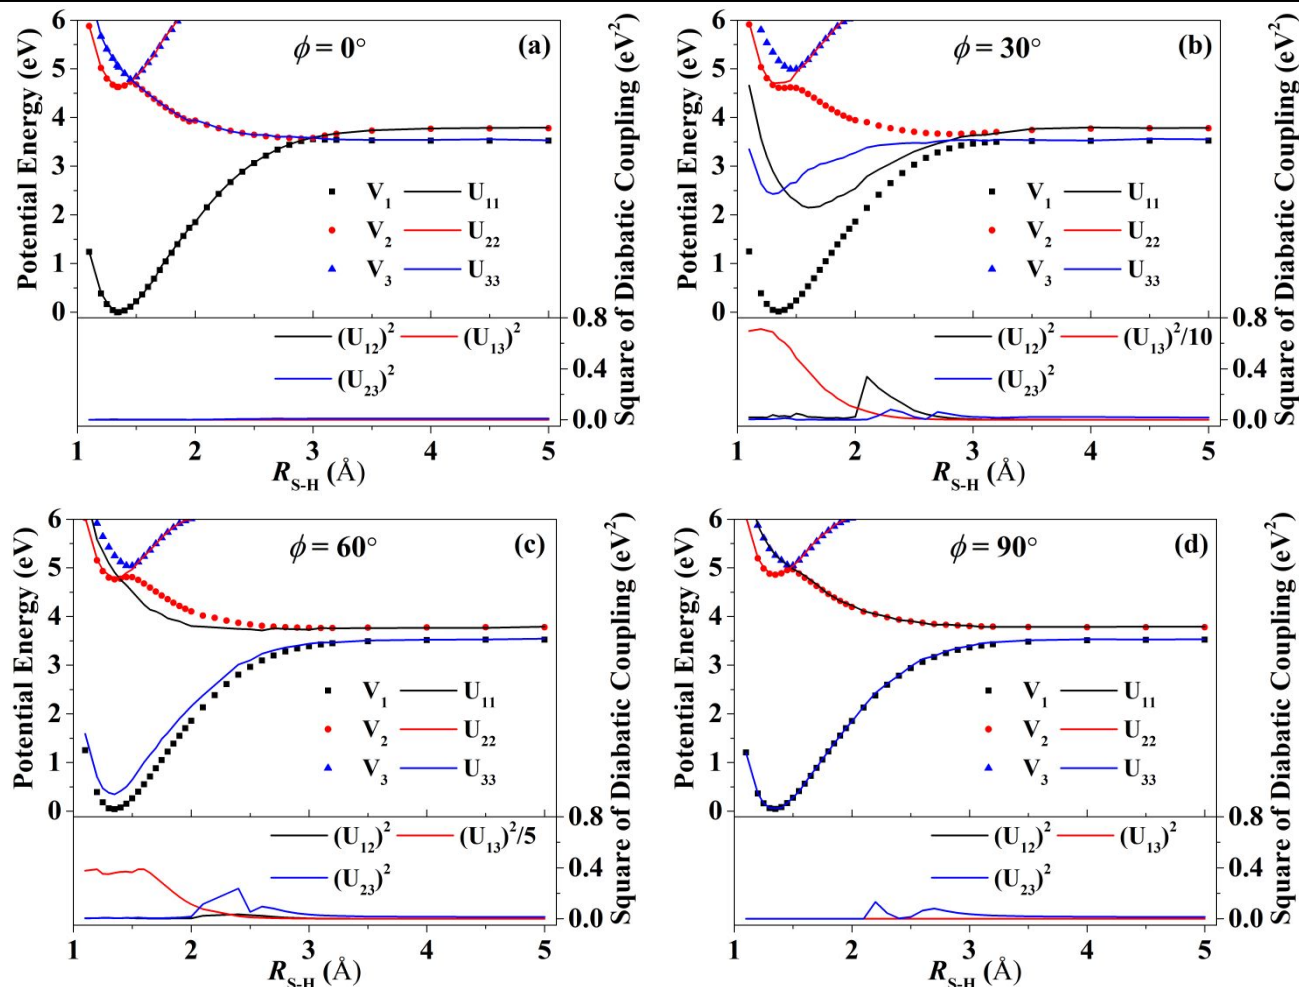 ϕ = 0°
(a)
Potential Energy (eV)
6
5
4
3
2
1
0
V1 U11
V2 U22
V3 U33
(U12)² (U13)²
(U23)²
0.8
0.4
0.0
Square of Diabatic Coupling (eV²)
1 2 3 4 5
R S-H (Å)
ϕ = 30°
(b)
Potential Energy (eV)
6
5
4
3
2
1
0
V1 U11
V2 U22
V3 U33
(U12)² (U13)²/10
(U23)²
0.8
0.4
0.0
Square of Diabatic Coupling (eV²)
1 2 3 4 5
R S-H (Å)
ϕ = 60°
(c)
Potential Energy (eV)
6
5
4
3
2
1
0
V1 U11
V2 U22
V3 U33
(U12)² (U13)²/5
(U23)²
0.8
0.4
0.0
Square of Diabatic Coupling (eV²)
1 2 3 4 5
R S-H (Å)
ϕ = 90°
(d)
Potential Energy (eV)
6
5
4
3
2
1
0
V1 U11
V2 U22
V3 U33
(U12)² (U13)²
(U23)²
0.8
0.4
0.0
Square of Diabatic Coupling (eV²)
1 2 3 4 5
R S-H (Å)